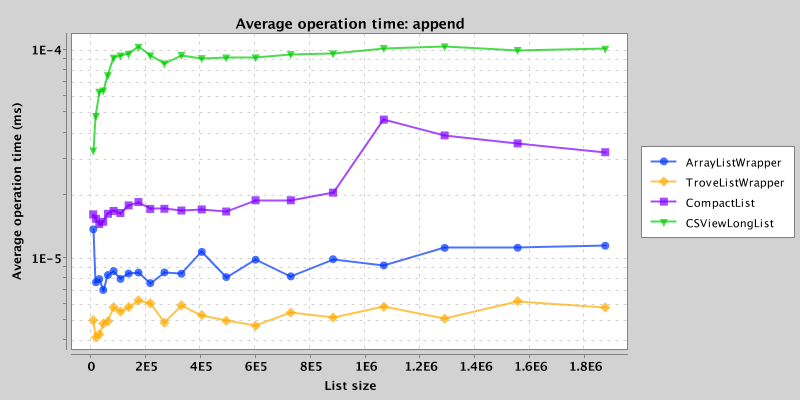 Average operation time: append
1E-4
1E-5
Average operation time (ms)
0 2E5 4E5 6E5 8E5 1E6 1.2E6 1.4E6 1.6E6 1.8E6
List size
ArrayListWrapper
TroveListWrapper
CompactList
CSViewLongList